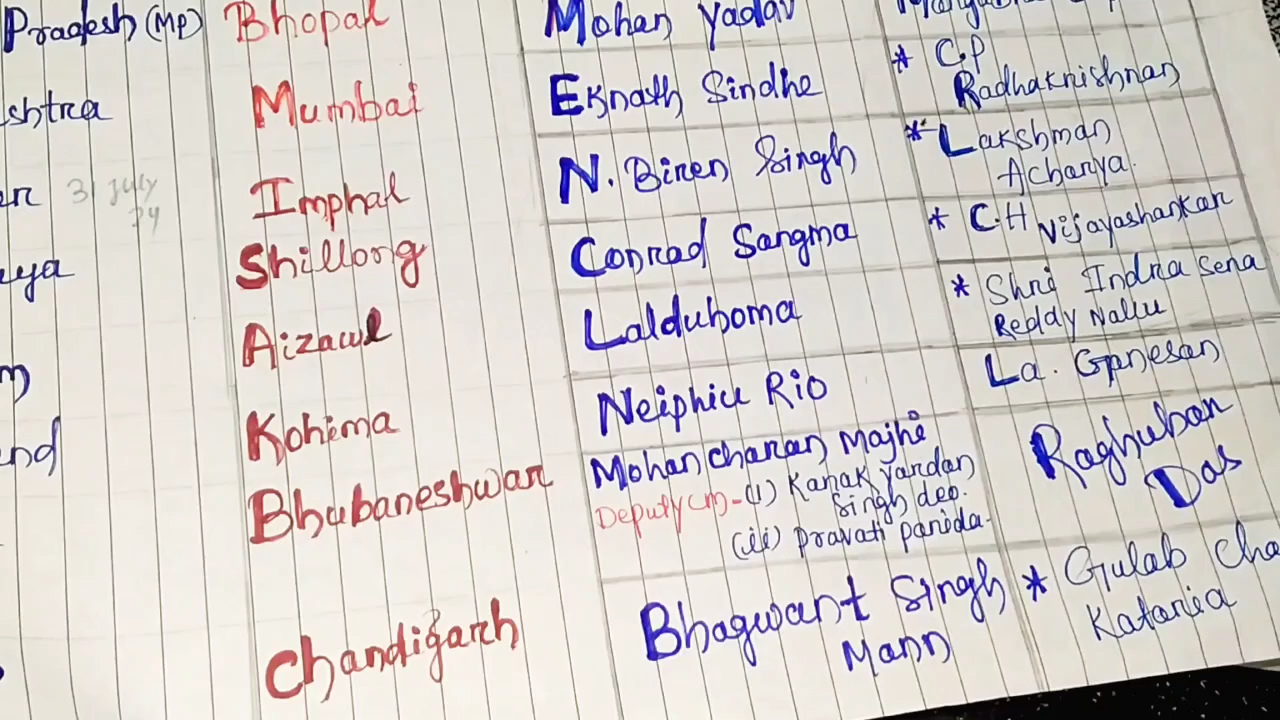 Pradesh (MP) Bhopal Mohan Yadav
shtra Mumbai Eknath Sindhe * C.P
Radhakrishnan
31 July Imphal N. Biren Singh * Lakshman
24 Acharya.
eya Shillong Conrad Sangma * C.H Vijayashankar
m Aizawl Lalduhoma * Shri Indra Sena
Reddy Nallu
nd Kohima Neiphiu Rio La. Ganesan
Bhubaneshwar Mohan charan Majhi Raghubar
Deputy CM - (i) Kanak Vardan Das
Singh deo.
(ii) Pravati parida-
Chandigarh Bhagwant Singh * Gulab Cha
Mann Kataria